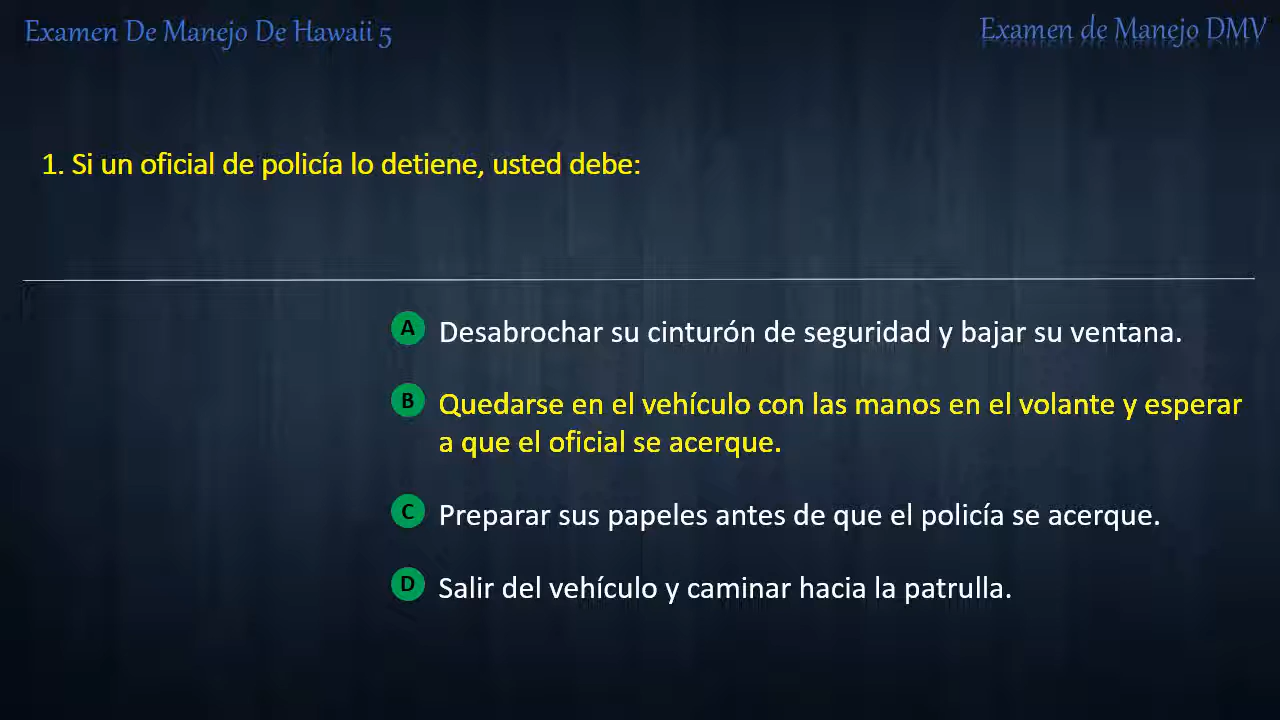 Examen De Manejo De Hawaii 5
Examen de Manejo DMV
1. Si un oficial de policía lo detiene, usted debe:
A Desabrochar su cinturón de seguridad y bajar su ventana.
B Quedarse en el vehículo con las manos en el volante y esperar
a que el oficial se acerque.
C Preparar sus papeles antes de que el policía se acerque.
D Salir del vehículo y caminar hacia la patrulla.